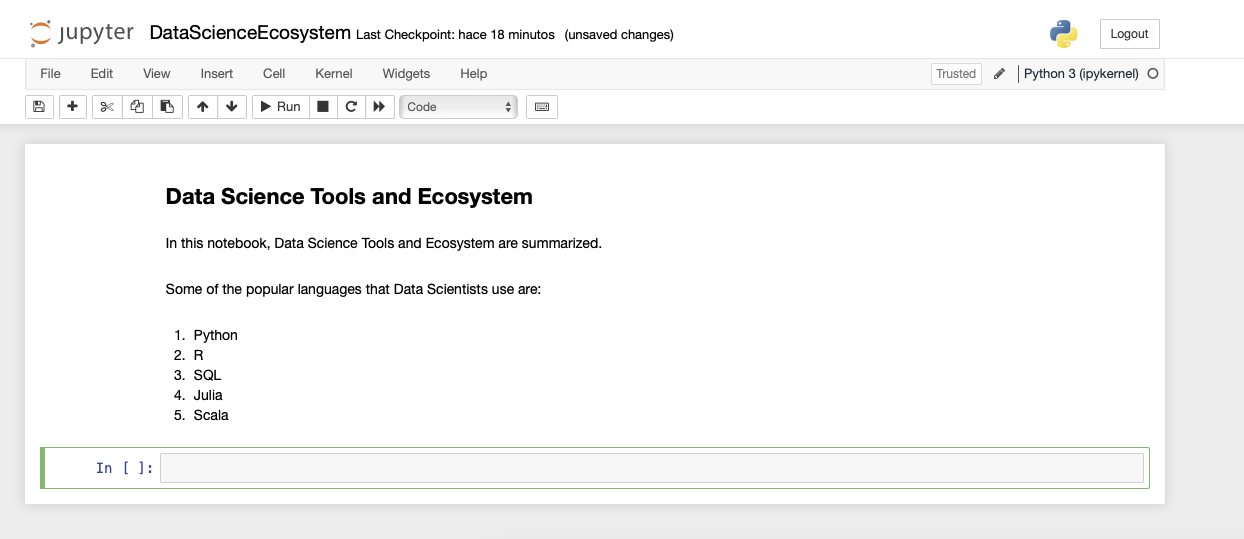 jupyter DataScienceEcosystem Last Checkpoint: hace 18 minutos (unsaved changes) Logout
File Edit View Insert Cell Kernel Widgets Help Trusted Python 3 (ipykernel)
Run Code
Data Science Tools and Ecosystem
In this notebook, Data Science Tools and Ecosystem are summarized.
Some of the popular languages that Data Scientists use are:
1. Python
2. R
3. SQL
4. Julia
5. Scala
In [ ]: